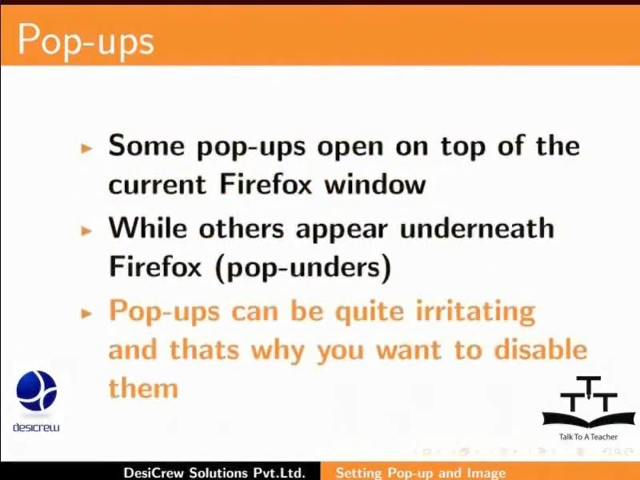 Pop-ups
Some pop-ups open on top of the
current Firefox window
While others appear underneath
Firefox (pop-unders)
Pop-ups can be quite irritating
and thats why you want to disable
them
desicrew
TTT
Talk To A Teacher
DesiCrew Solutions Pvt.Ltd.
Setting Pop-up and Image